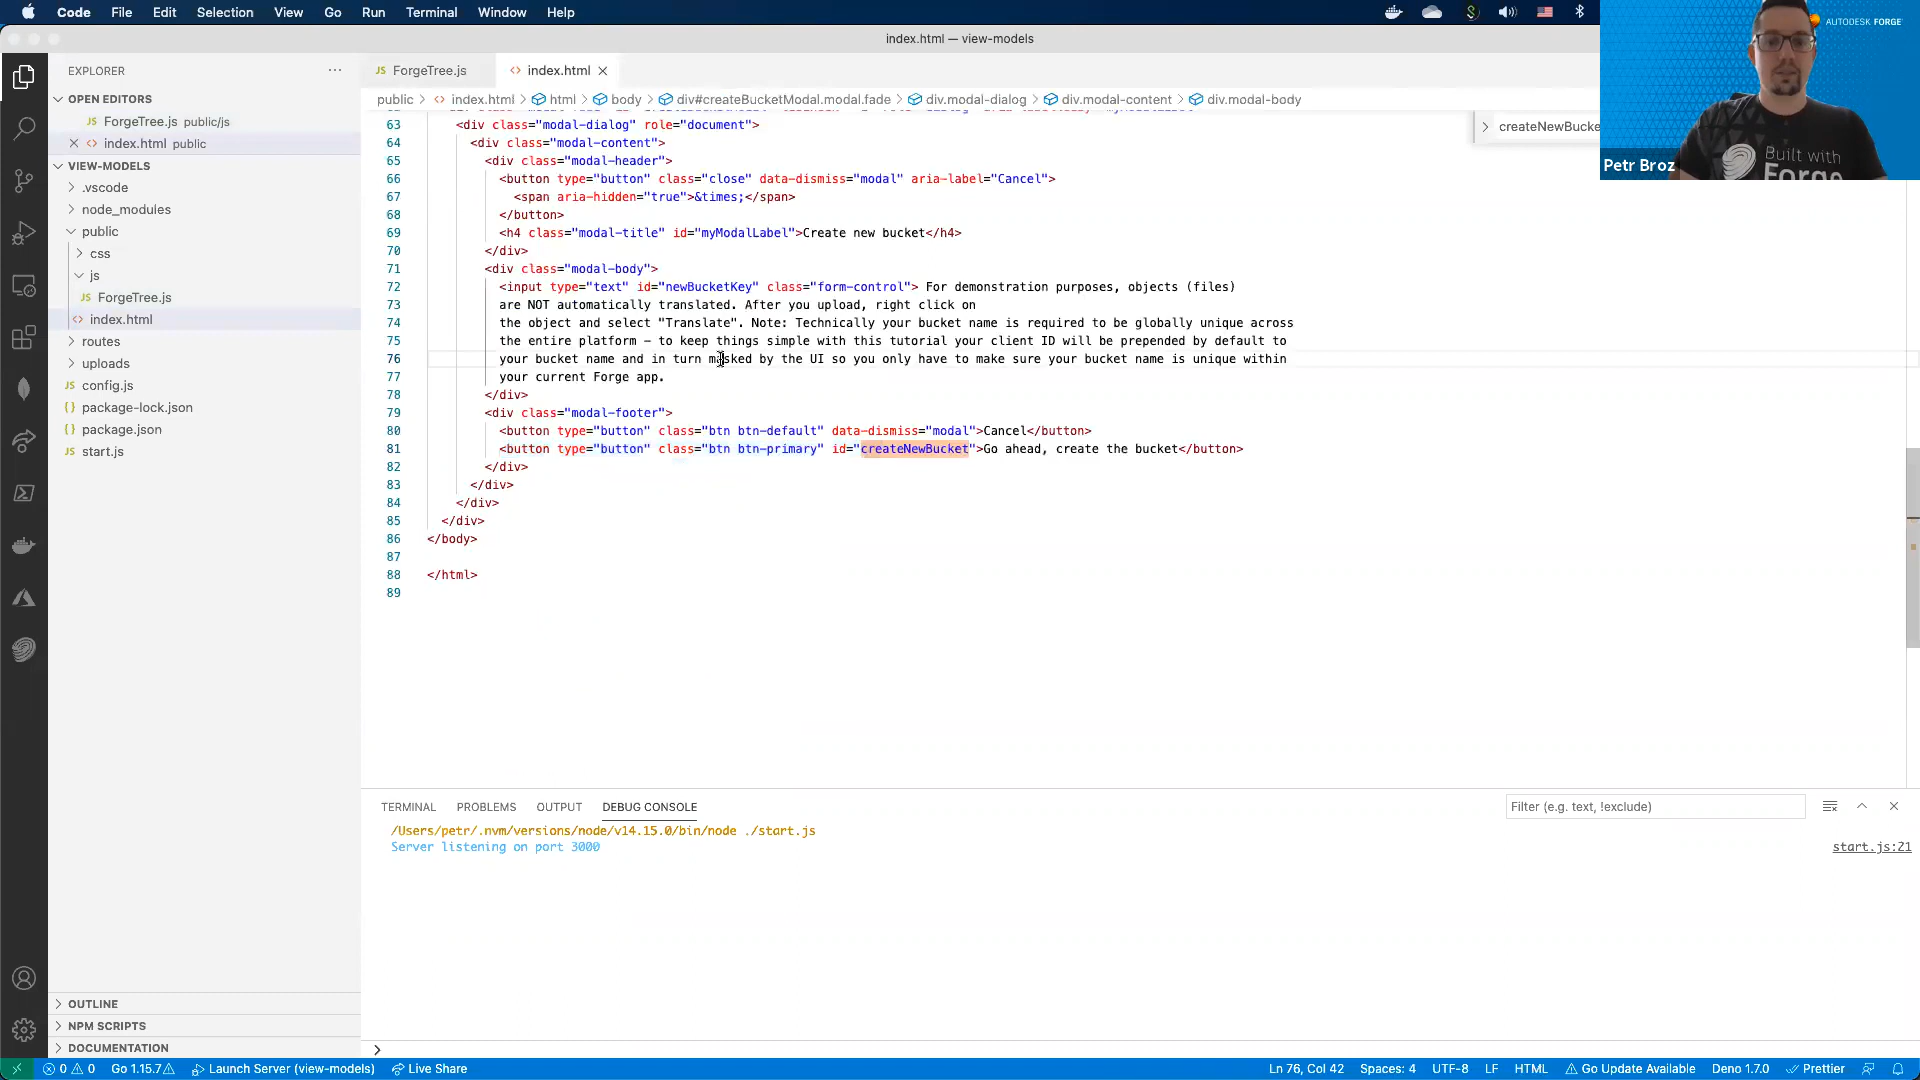 Code File Edit Selection View Go Run Terminal Window Help
index.html — view-models
AUTODESK FORGE
Built with
Forge
Petr Broz
EXPLORER
OPEN EDITORS
ForgeTree.js public/js
index.html public
VIEW-MODELS
.vscode
node_modules
public
css
js
ForgeTree.js
index.html
routes
uploads
config.js
package-lock.json
package.json
start.js
OUTLINE
NPM SCRIPTS
DOCUMENTATION
JS ForgeTree.js index.html
public > index.html > html > body > div#createBucketModal.modal.fade > div.modal-dialog > div.modal-content > div.modal-body
createNewBucke
63 <div class="modal-dialog" role="document">
64 <div class="modal-content">
65 <div class="modal-header">
66 <button type="button" class="close" data-dismiss="modal" aria-label="Cancel">
67 <span aria-hidden="true">&times;</span>
68 </button>
69 <h4 class="modal-title" id="myModalLabel">Create new bucket</h4>
70 </div>
71 <div class="modal-body">
72 <input type="text" id="newBucketKey" class="form-control"> For demonstration purposes, objects (files)
73 are NOT automatically translated. After you upload, right click on
74 the object and select "Translate". Note: Technically your bucket name is required to be globally unique across
75 the entire platform – to keep things simple with this tutorial your client ID will be prepended by default to
76 your bucket name and in turn masked by the UI so you only have to make sure your bucket name is unique within
77 your current Forge app.
78 </div>
79 <div class="modal-footer">
80 <button type="button" class="btn btn-default" data-dismiss="modal">Cancel</button>
81 <button type="button" class="btn btn-primary" id="createNewBucket">Go ahead, create the bucket</button>
82 </div>
83 </div>
84 </div>
85 </div>
86 </body>
87
88 </html>
89
TERMINAL PROBLEMS OUTPUT DEBUG CONSOLE Filter (e.g. text, !exclude)
/Users/petr/.nvm/versions/node/v14.15.0/bin/node ./start.js
Server listening on port 3000 start.js:21
0 0 Go 1.15.7 Launch Server (view-models) Live Share Ln 76, Col 42 Spaces: 4 UTF-8 LF HTML Go Update Available Deno 1.7.0 Prettier